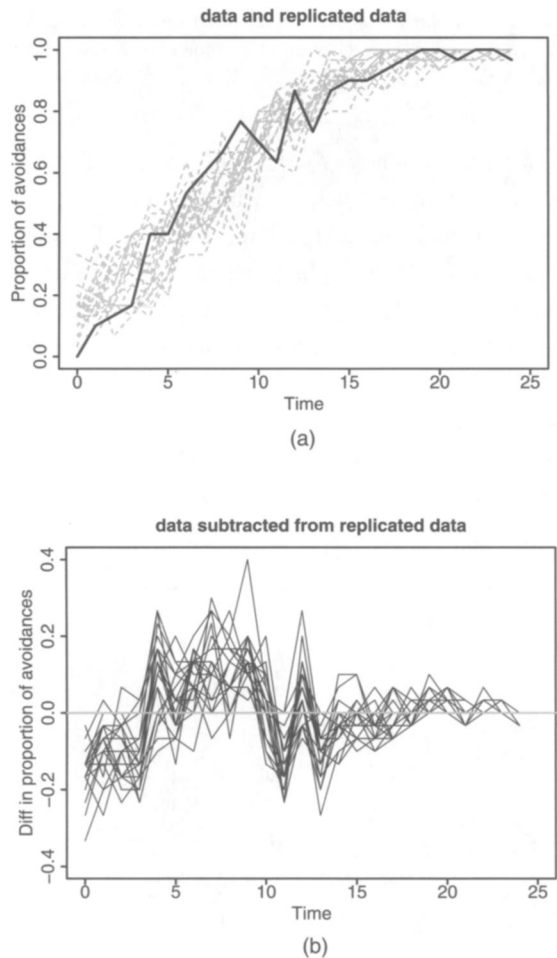 data and replicated data
1.0
0.8
0.6
0.4
0.2
0.0
Proportion of avoidances
0 5 10 15 20 25
Time
(a)
data subtracted from replicated data
0.4
0.2
0.0
−0.2
−0.4
Diff in proportion of avoidances
0 5 10 15 20 25
Time
(b)